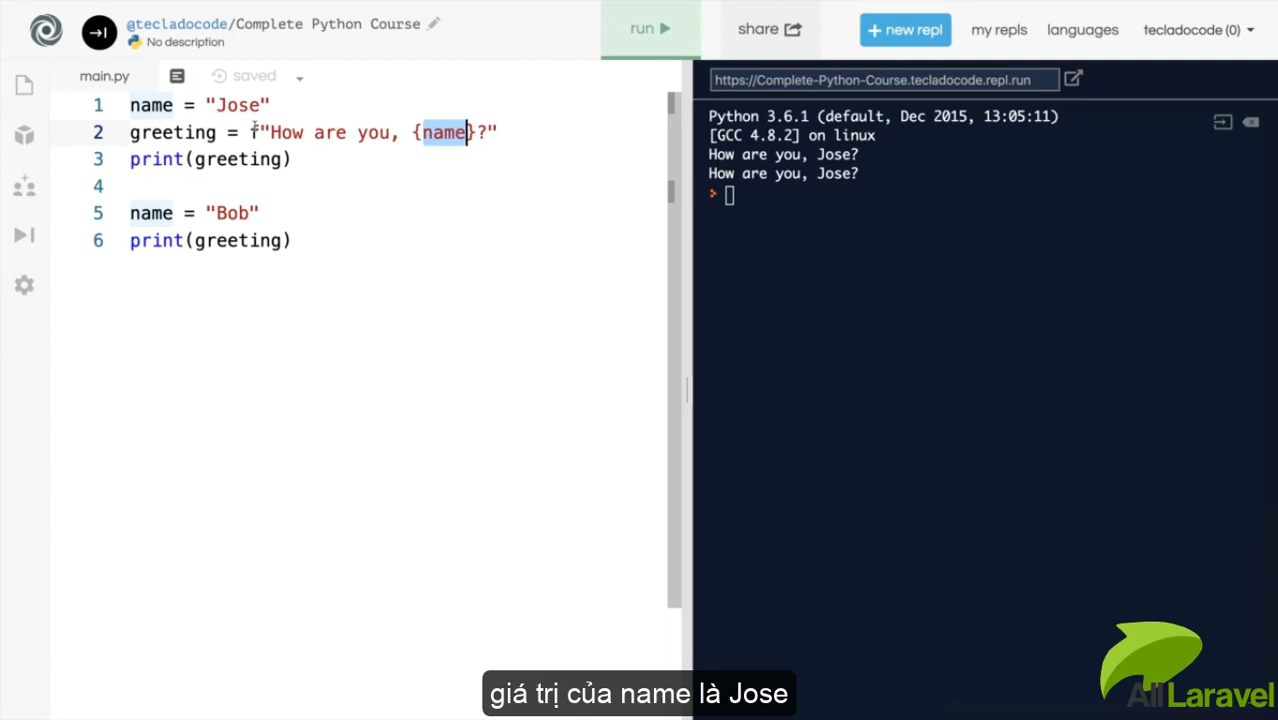 @tecladocode/Complete Python Course
No description
run
share
+ new repl
my repls
languages
tecladocode (0)
main.py
saved
https://Complete-Python-Course.tecladocode.repl.run
1 name = "Jose"
2 greeting = f"How are you, {name}?"
3 print(greeting)
4
5 name = "Bob"
6 print(greeting)
Python 3.6.1 (default, Dec 2015, 13:05:11)
[GCC 4.8.2] on linux
How are you, Jose?
How are you, Jose?
giá trị của name là Jose
AllLaravel